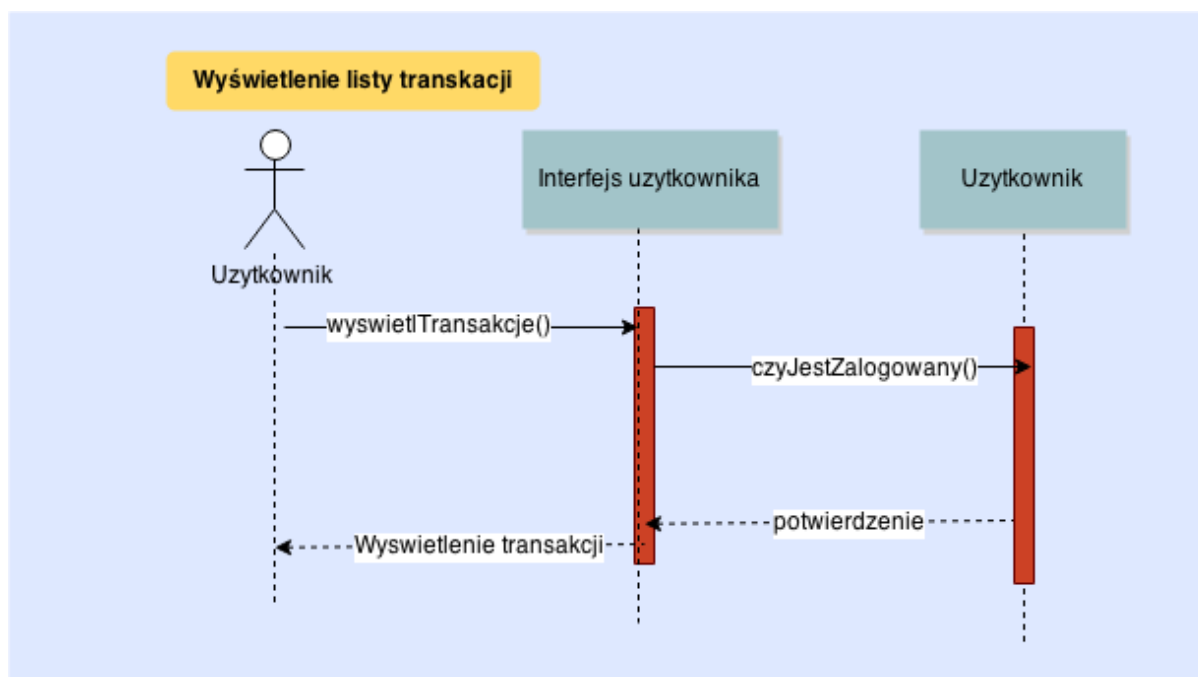 Wyświetlenie listy transkacji
Interfejs uzytkownika
Uzytkownik
Uzytkownik
wyswietlTransakcje()
czyJestZalogowany()
potwierdzenie
Wyswietlenie transakcji